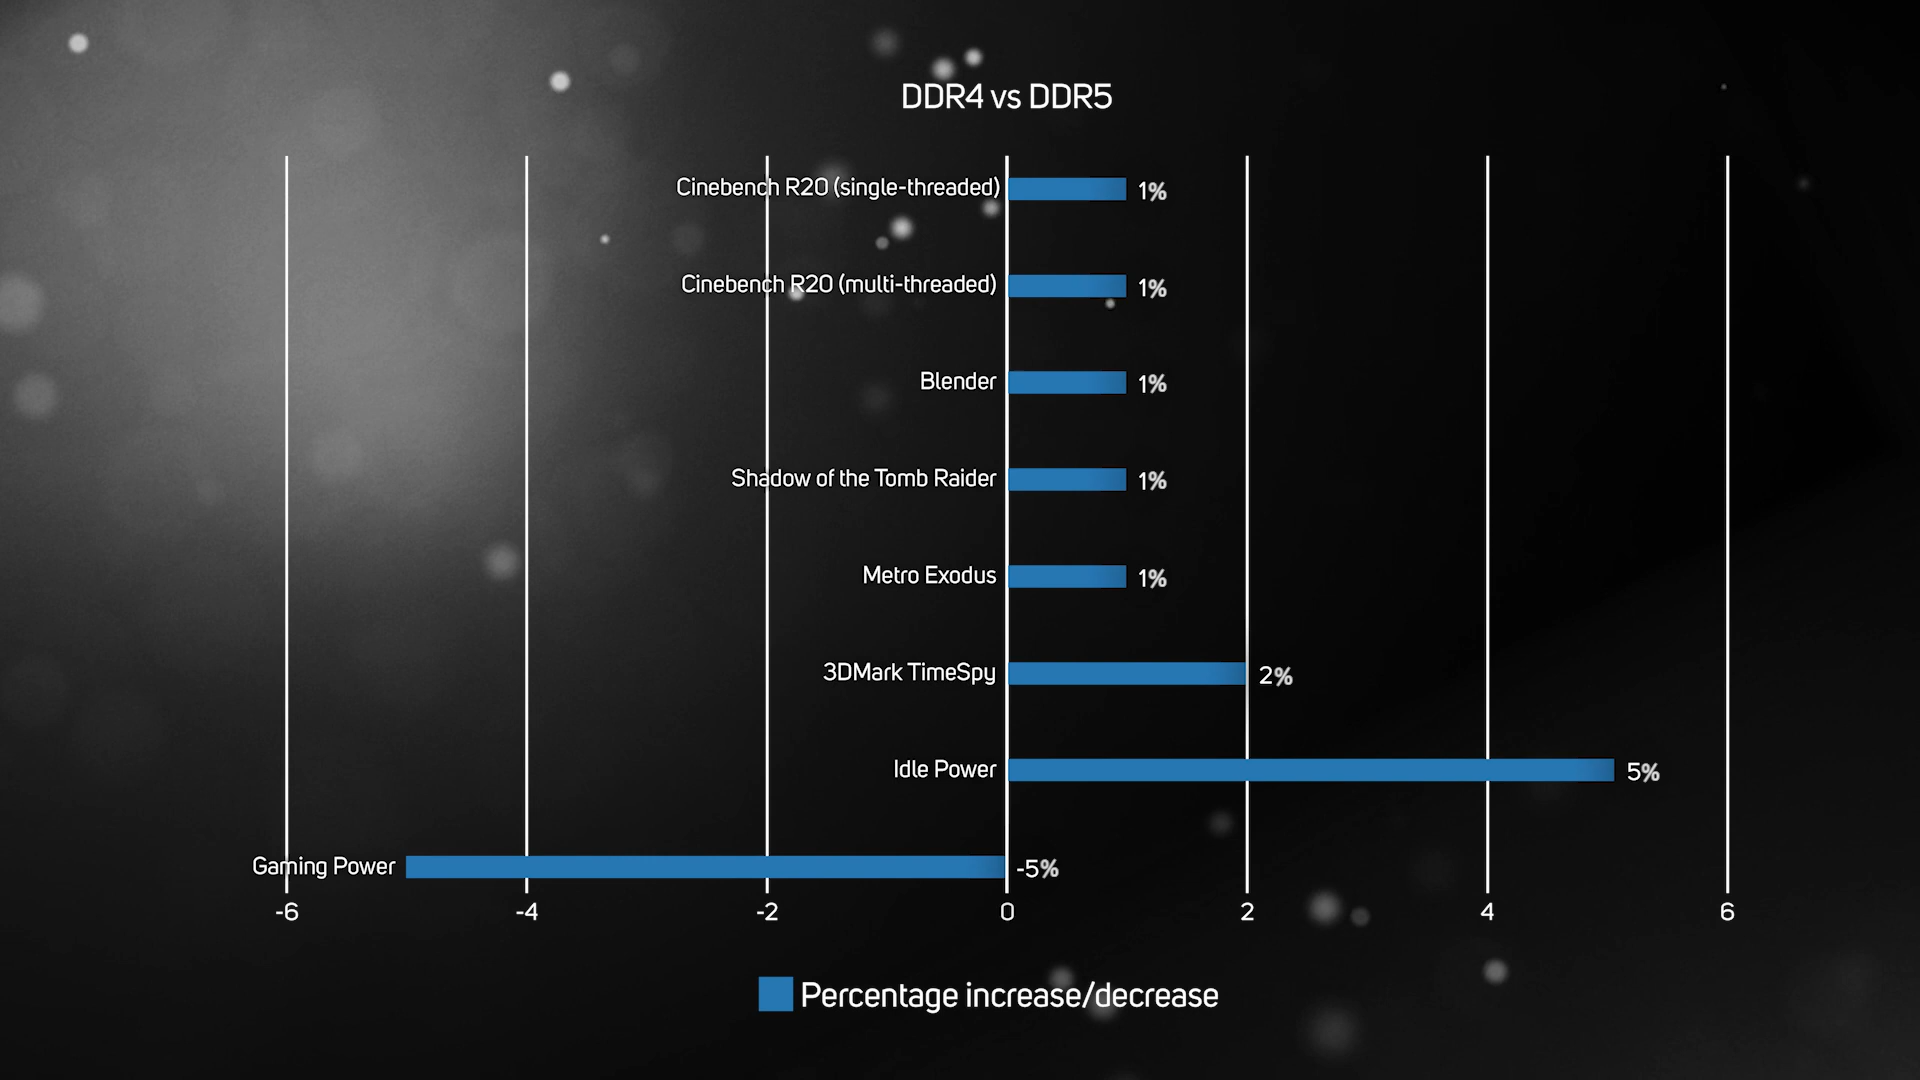 DDR4 vs DDR5
Cinebench R20 (single-threaded) 1%
Cinebench R20 (multi-threaded) 1%
Blender 1%
Shadow of the Tomb Raider 1%
Metro Exodus 1%
3DMark TimeSpy 2%
Idle Power 5%
Gaming Power -5%
-6 -4 -2 0 2 4 6
Percentage increase/decrease